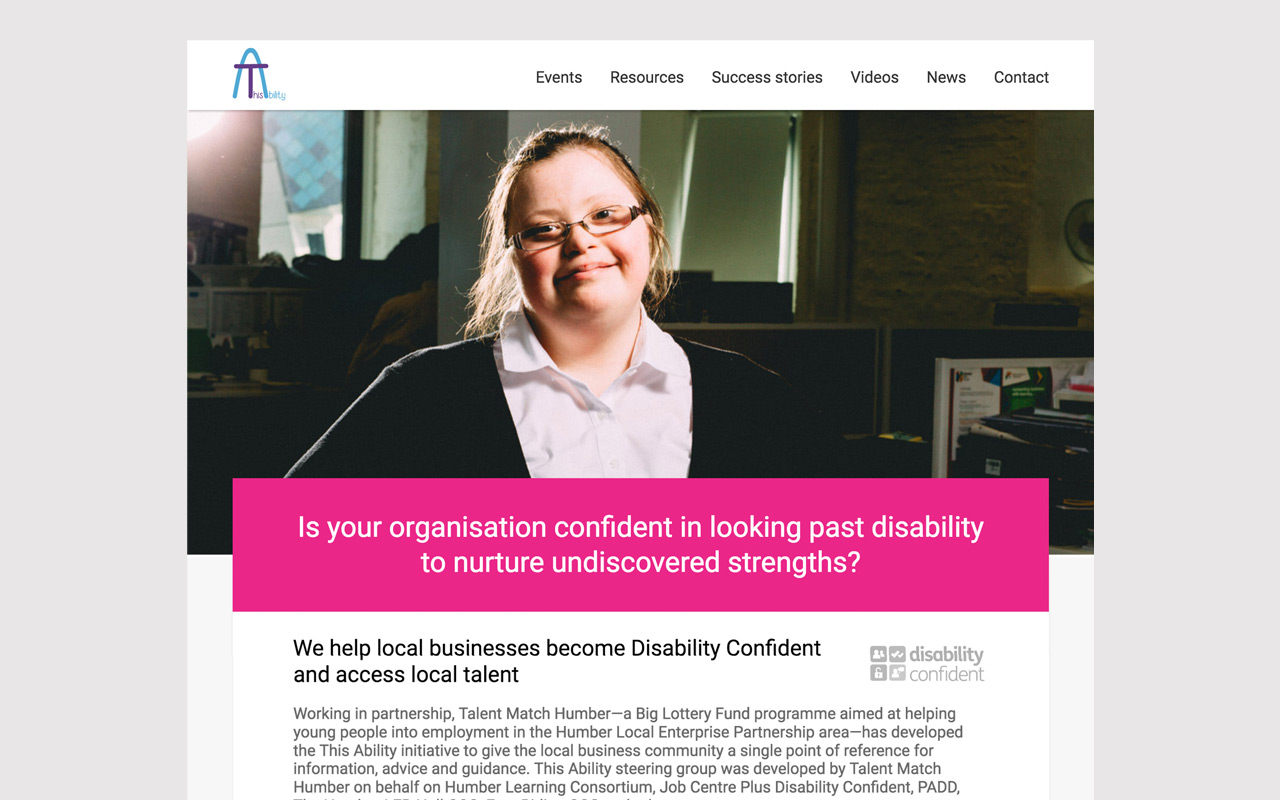 This Ability
Events Resources Success stories Videos News Contact
Is your organisation confident in looking past disability
to nurture undiscovered strengths?
We help local businesses become Disability Confident
and access local talent
disability
confident
Working in partnership, Talent Match Humber—a Big Lottery Fund programme aimed at helping
young people into employment in the Humber Local Enterprise Partnership area—has developed
the This Ability initiative to give the local business community a single point of reference for
information, advice and guidance. This Ability steering group was developed by Talent Match
Humber on behalf on Humber Learning Consortium, Job Centre Plus Disability Confident, PADD,